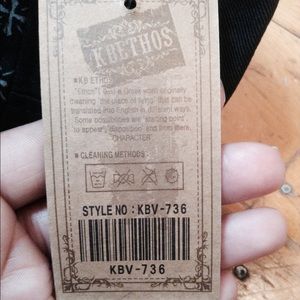 KBETHOS
■KB ETHOS
"Ethos" is a Greek word originally
meaning "the place of living" that can be
translated into English in different ways.
Some possibilities are "starting point",
"to appear", disposition" and from there,
CHARACTER"
■ CLEANING METHODS
STYLE NO : KBV-736
KBV-736